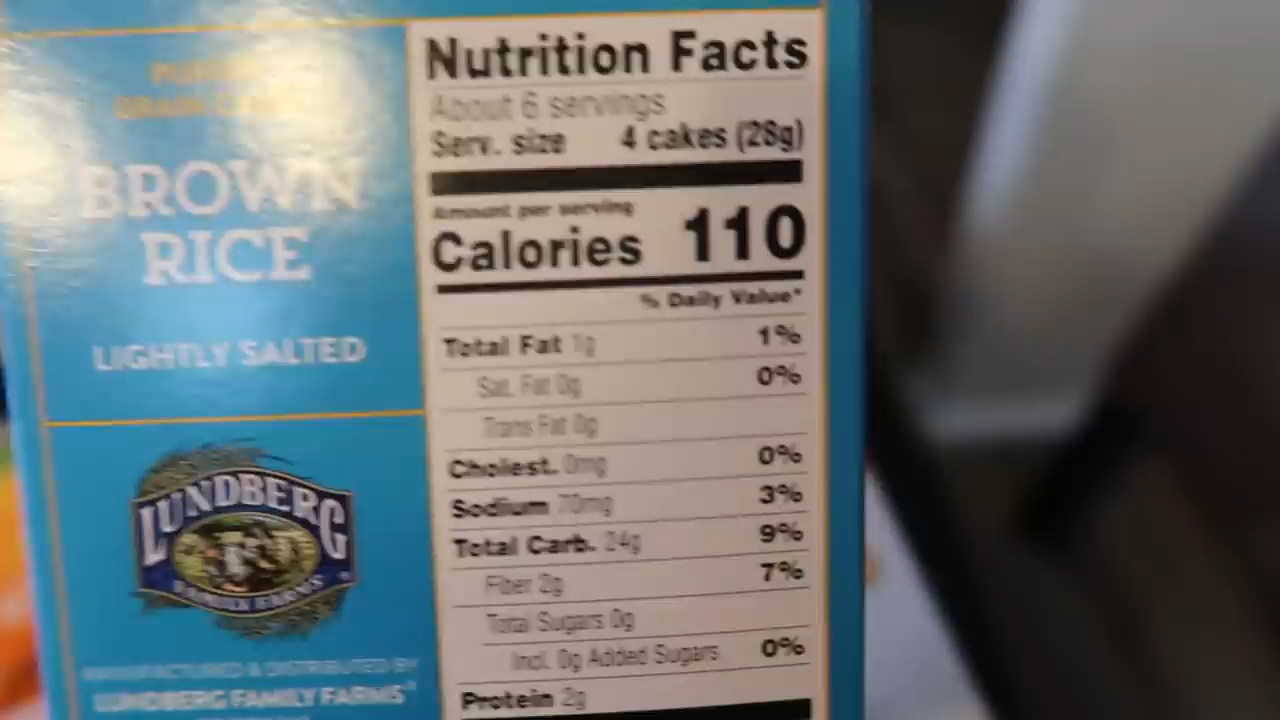 BROWN
RICE
LIGHTLY SALTED
LUNDBERG
FAMILY FARMS
MANUFACTURED & DISTRIBUTED BY
LUNDBERG FAMILY FARMS®
Nutrition Facts
About 6 servings
Serv. size 4 cakes (28g)
Amount per serving
Calories 110
% Daily Value*
Total Fat 1g 1%
Sat. Fat 0g 0%
Trans Fat 0g
Cholest. 0mg 0%
Sodium 70mg 3%
Total Carb. 24g 9%
Fiber 2g 7%
Total Sugars 0g
Incl. 0g Added Sugars 0%
Protein 2g